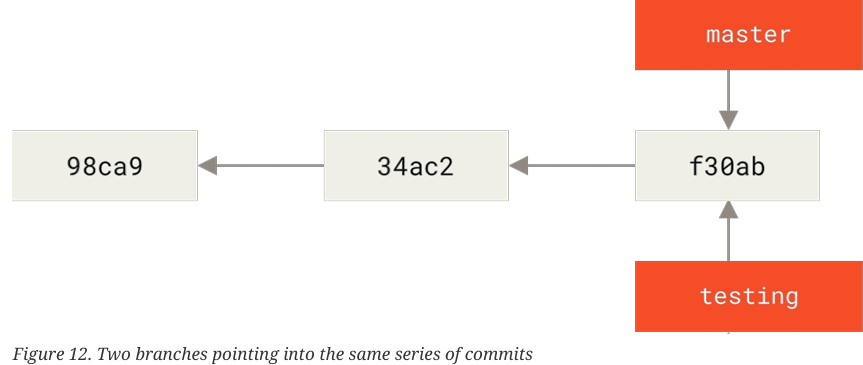 master
98ca9 34ac2 f30ab
testing
Figure 12. Two branches pointing into the same series of commits